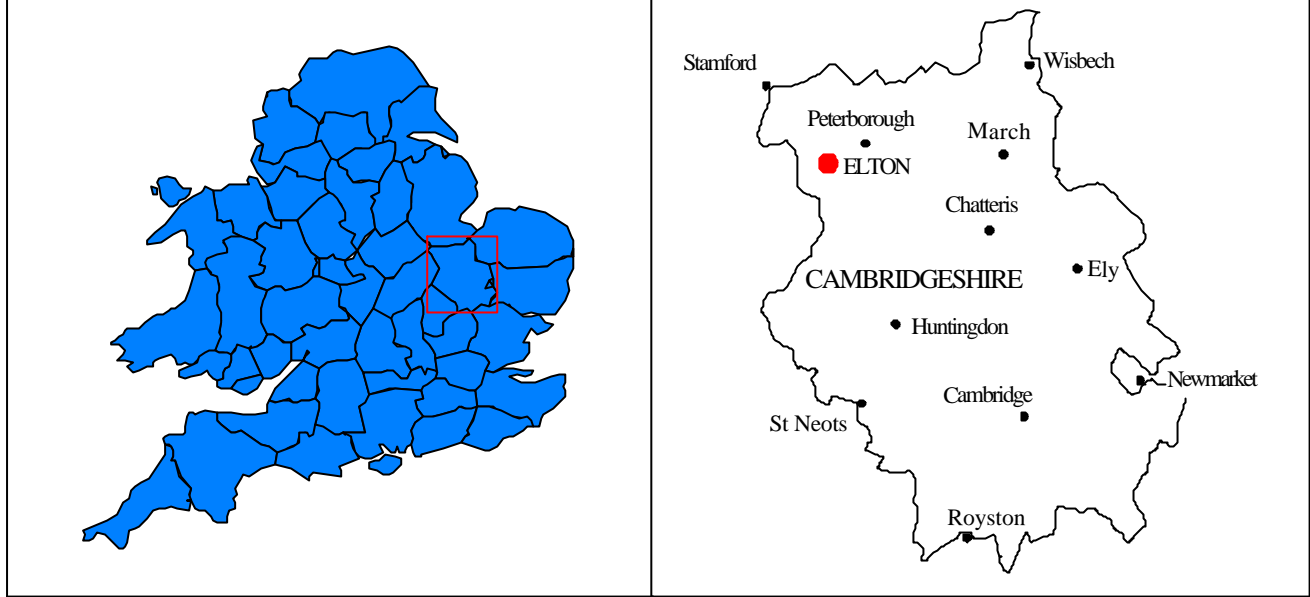 Stamford
Wisbech
Peterborough
March
ELTON
Chatteris
Ely
CAMBRIDGESHIRE
Huntingdon
Newmarket
Cambridge
St Neots
Royston